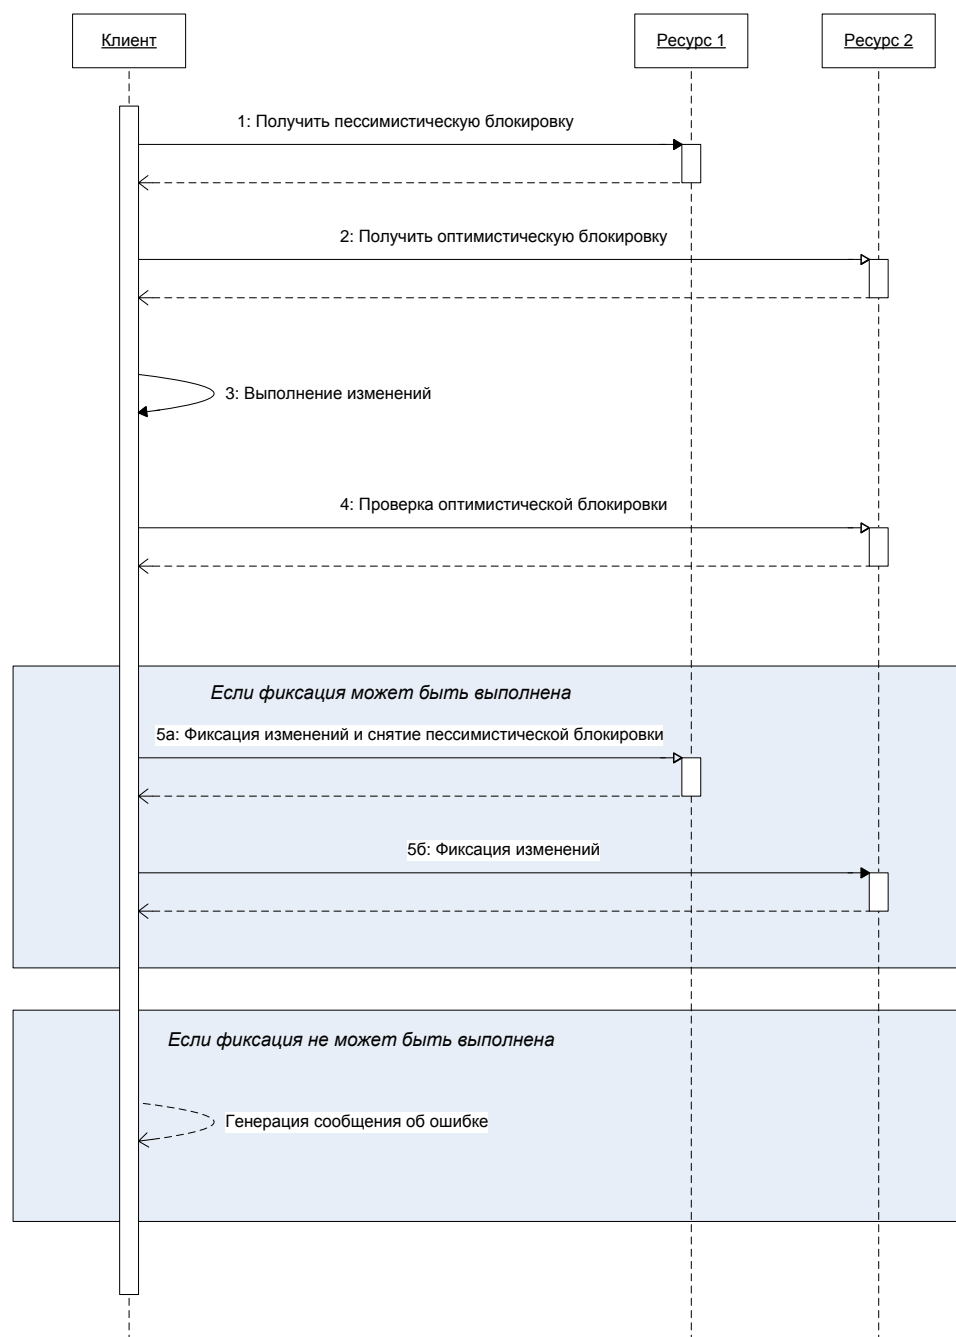 Клиент
Ресурс 1
Ресурс 2
1: Получить пессимистическую блокировку
2: Получить оптимистическую блокировку
3: Выполнение изменений
4: Проверка оптимистической блокировки
Если фиксация может быть выполнена
5а: Фиксация изменений и снятие пессимистической блокировки
5б: Фиксация изменений
Если фиксация не может быть выполнена
Генерация сообщения об ошибке